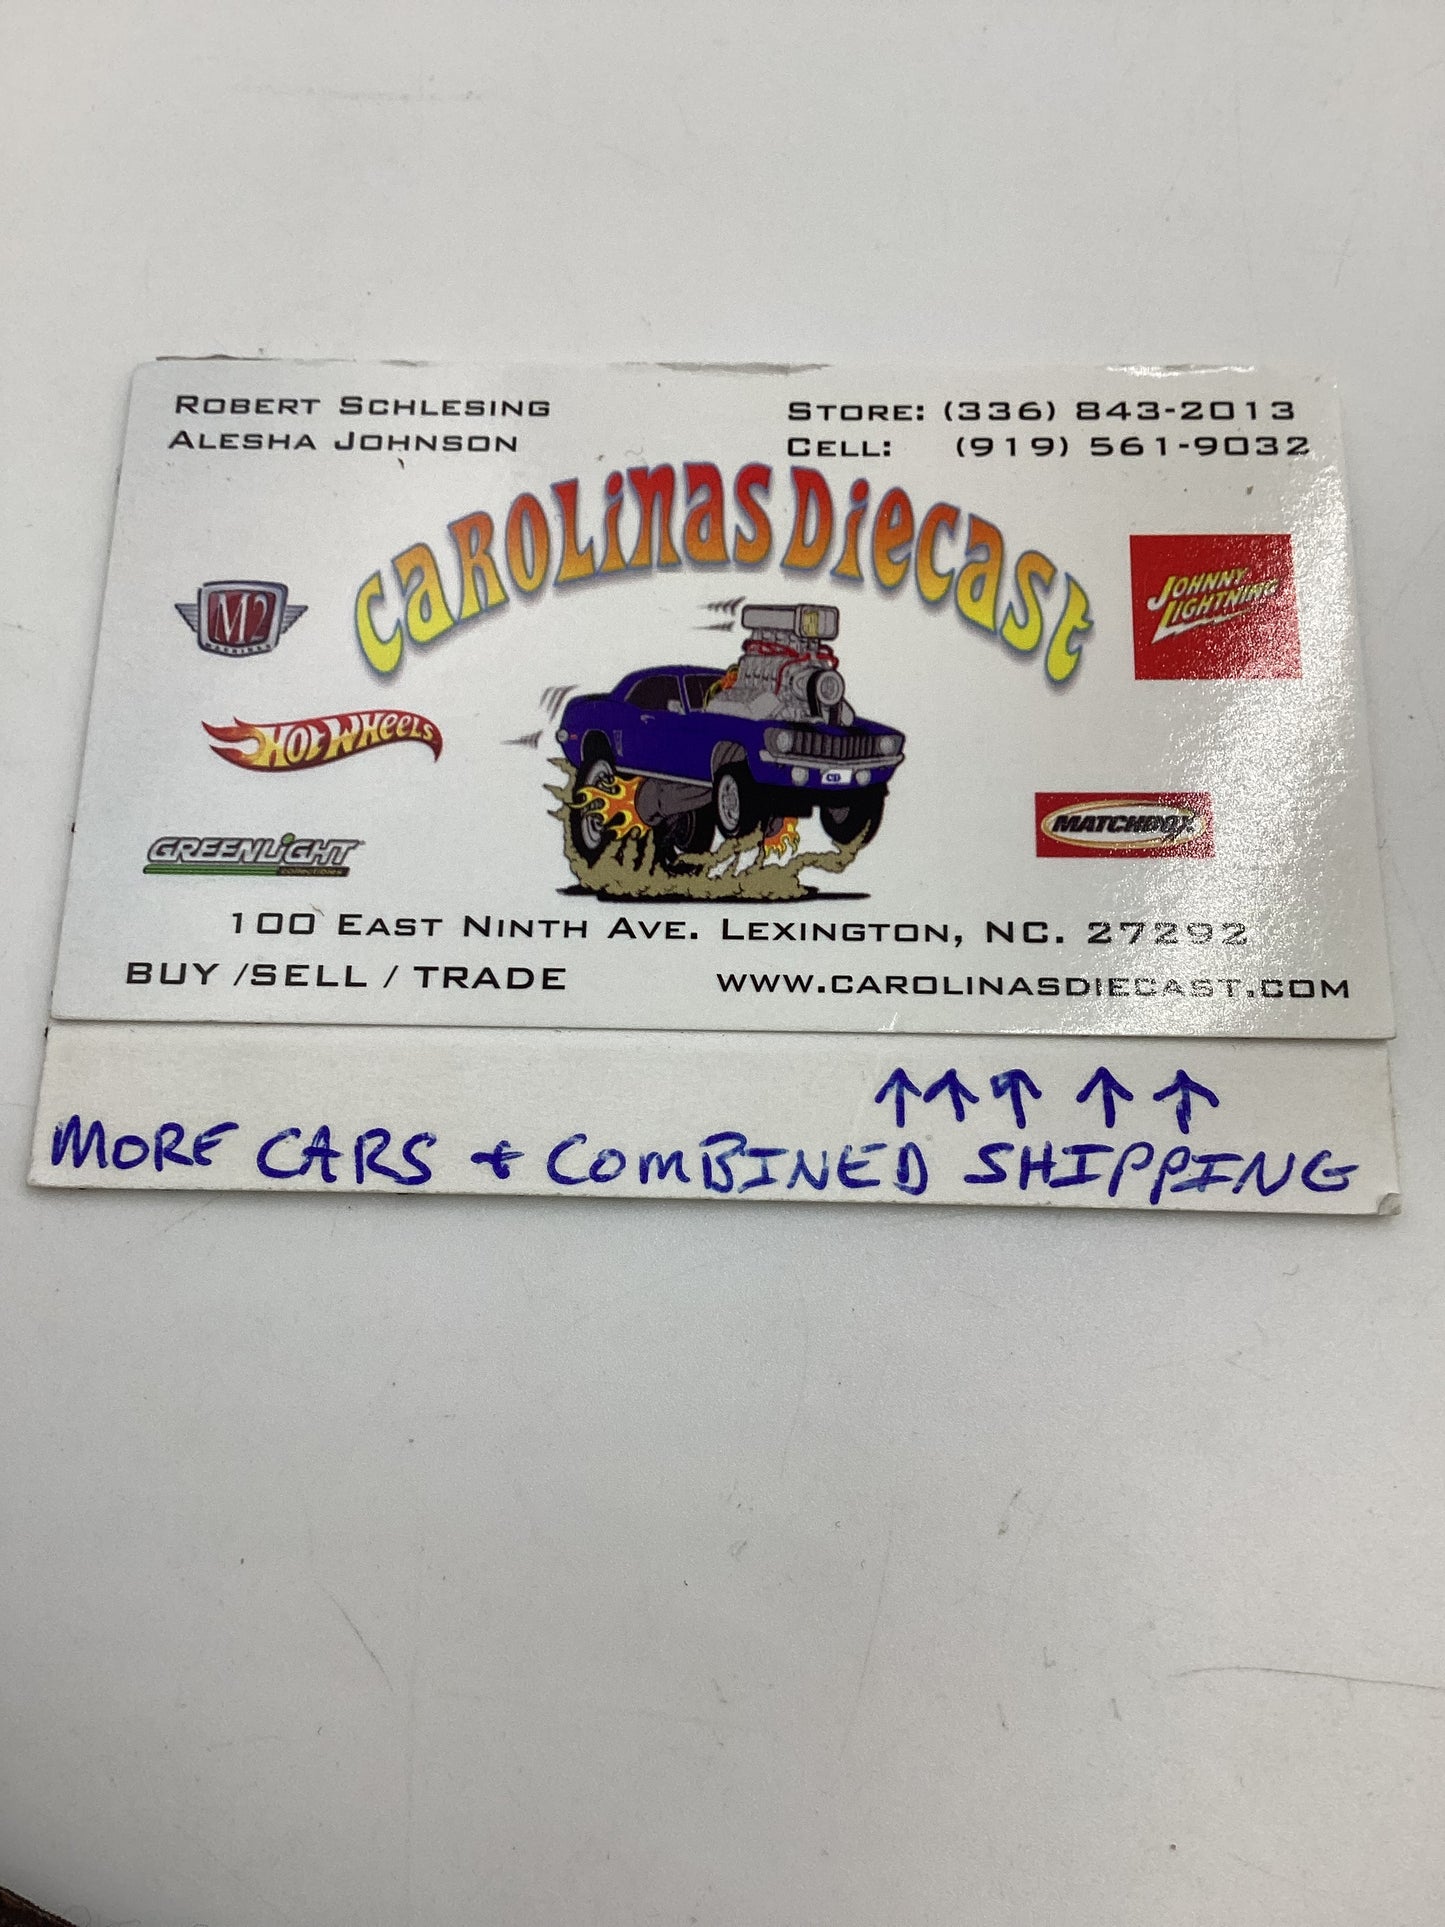 ROBERT SCHLESING
ALESHA JOHNSON
STORE: (336) 843-2013
CELL: (919) 561-9032
CAROLINAS DIECAST
M2
MACHINES
JOHNNY LIGHTNING
HOT WHEELS
CD
MATCHBOX
GREENLIGHT
collectibles
100 EAST NINTH AVE. LEXINGTON, NC. 27292
BUY /SELL / TRADE
WWW.CAROLINASDIECAST.COM
↑ ↑ ↑ ↑ ↑
MORE CARS + COMBINED SHIPPING